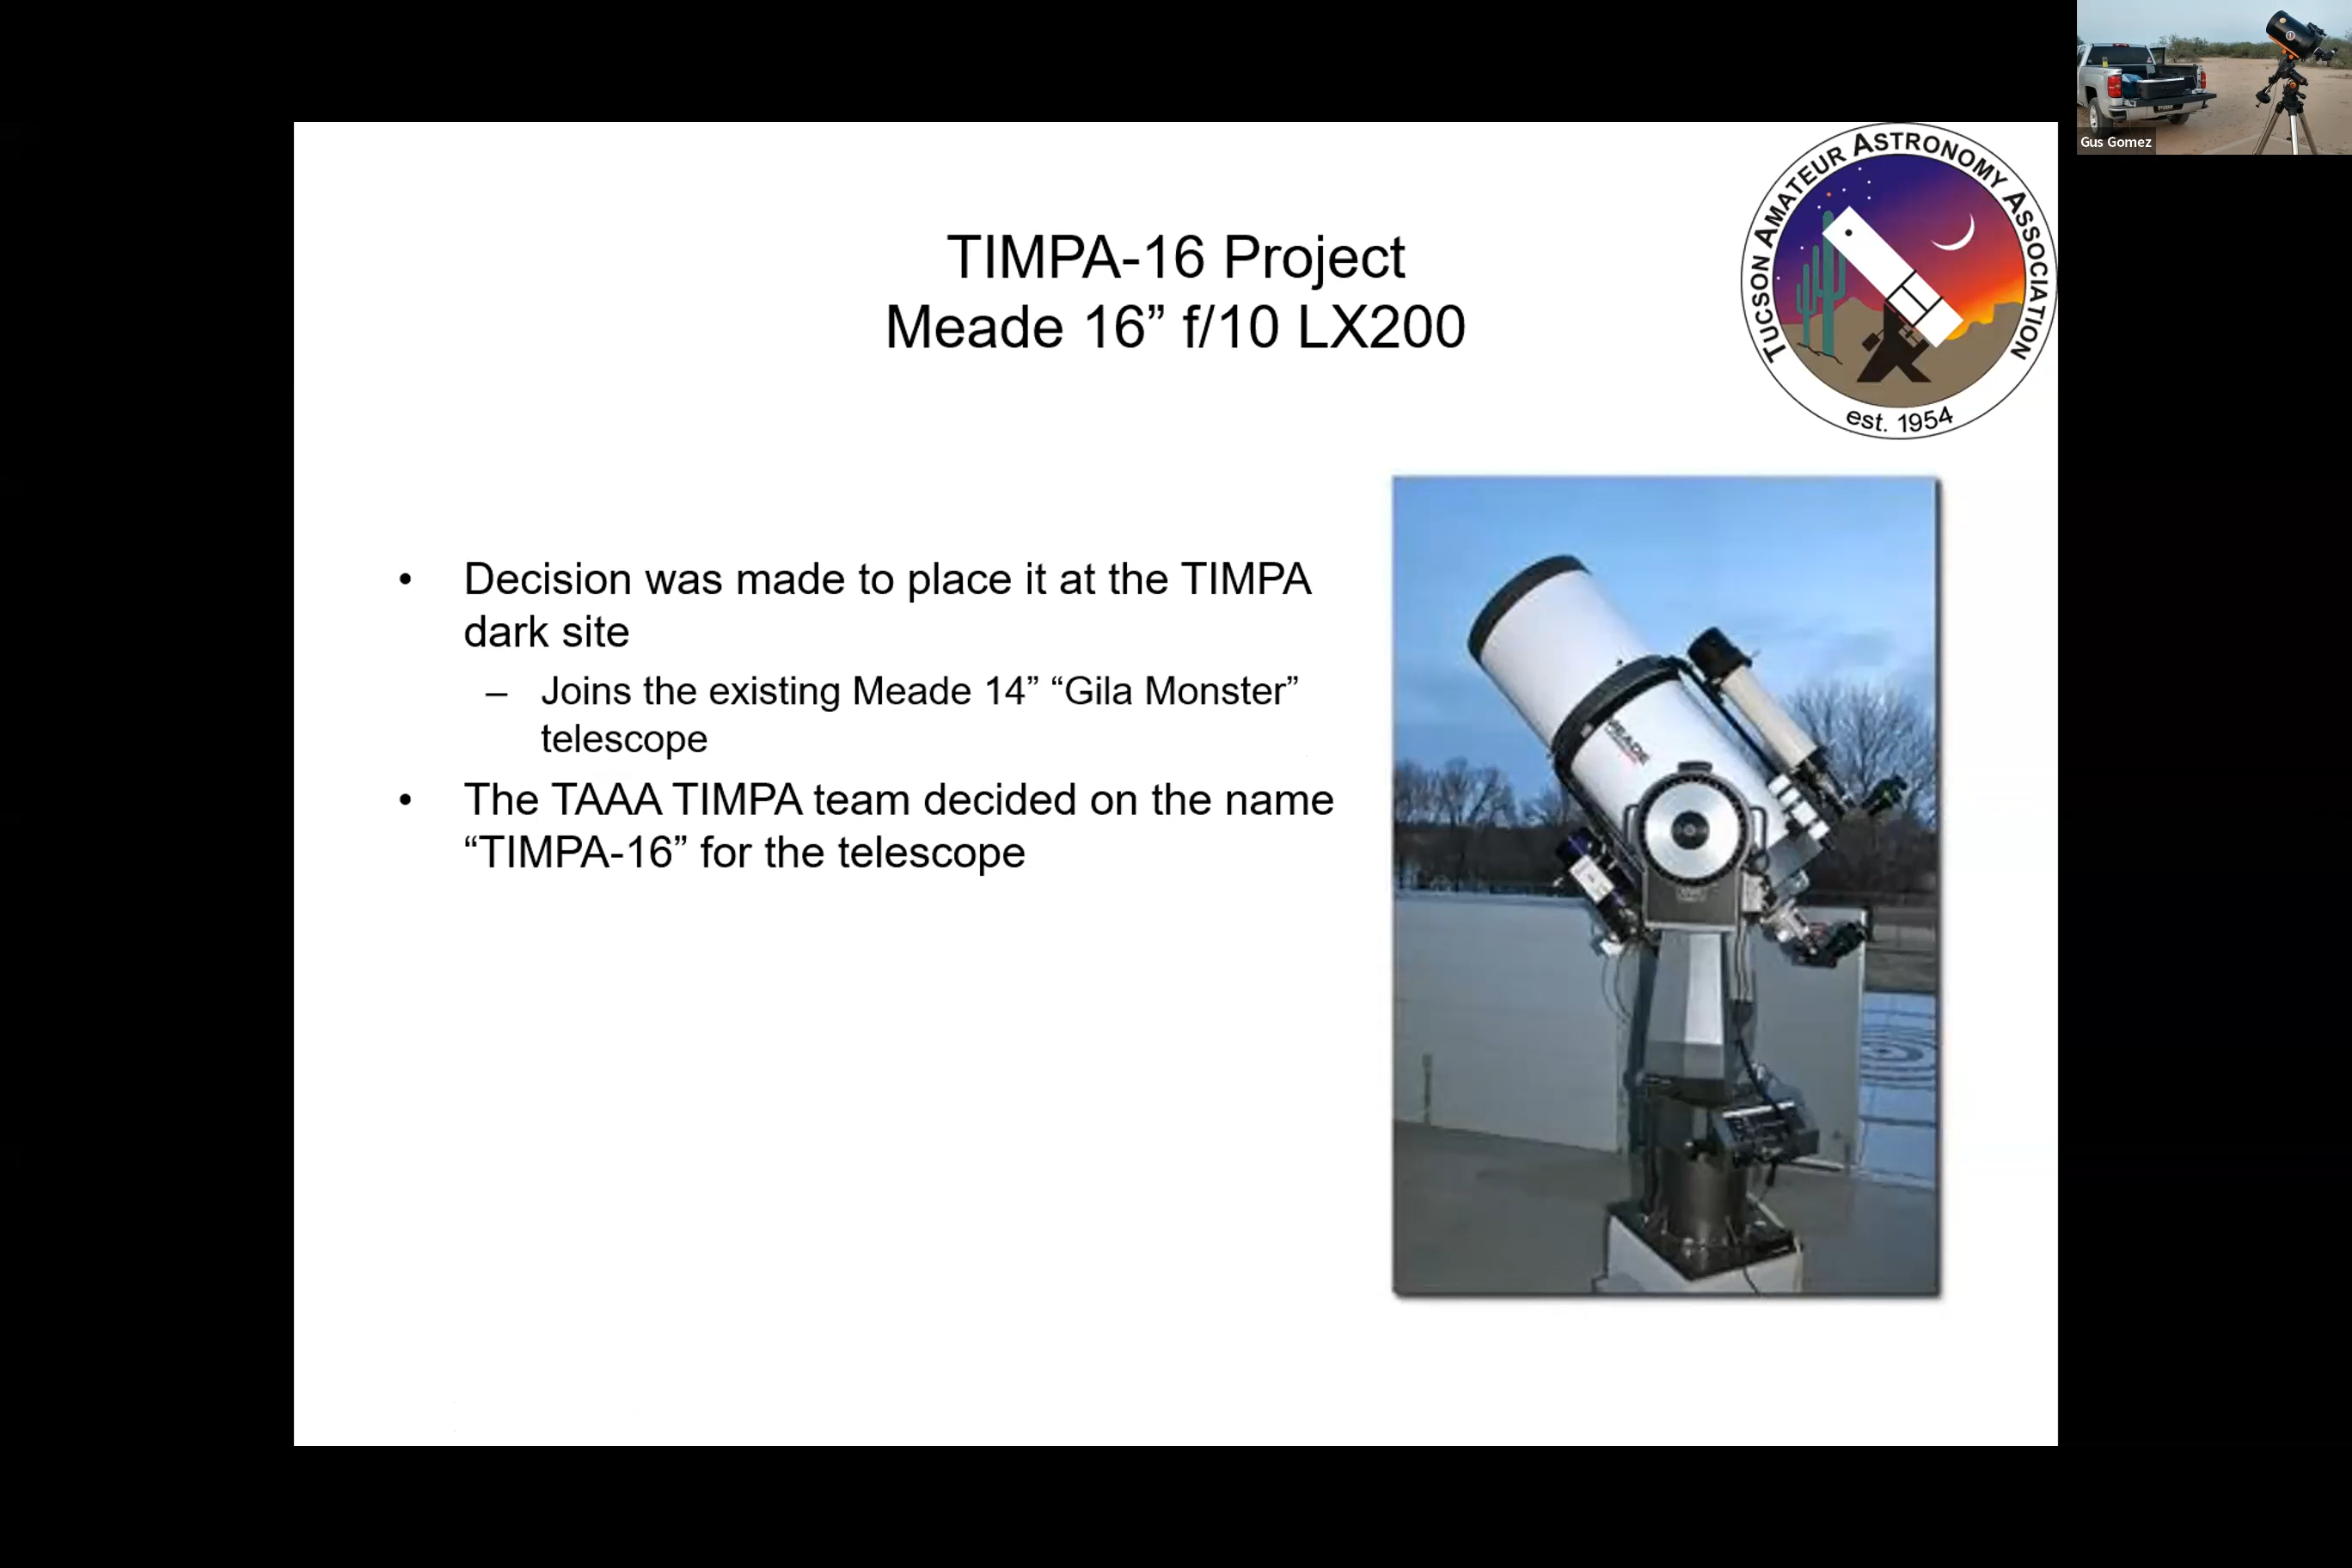 Gus Gomez
TUCSON AMATEUR ASTRONOMY ASSOCIATION
est. 1954
TIMPA-16 Project
Meade 16” f/10 LX200
• Decision was made to place it at the TIMPA
dark site
– Joins the existing Meade 14” “Gila Monster”
telescope
• The TAAA TIMPA team decided on the name
“TIMPA-16” for the telescope
MEADE